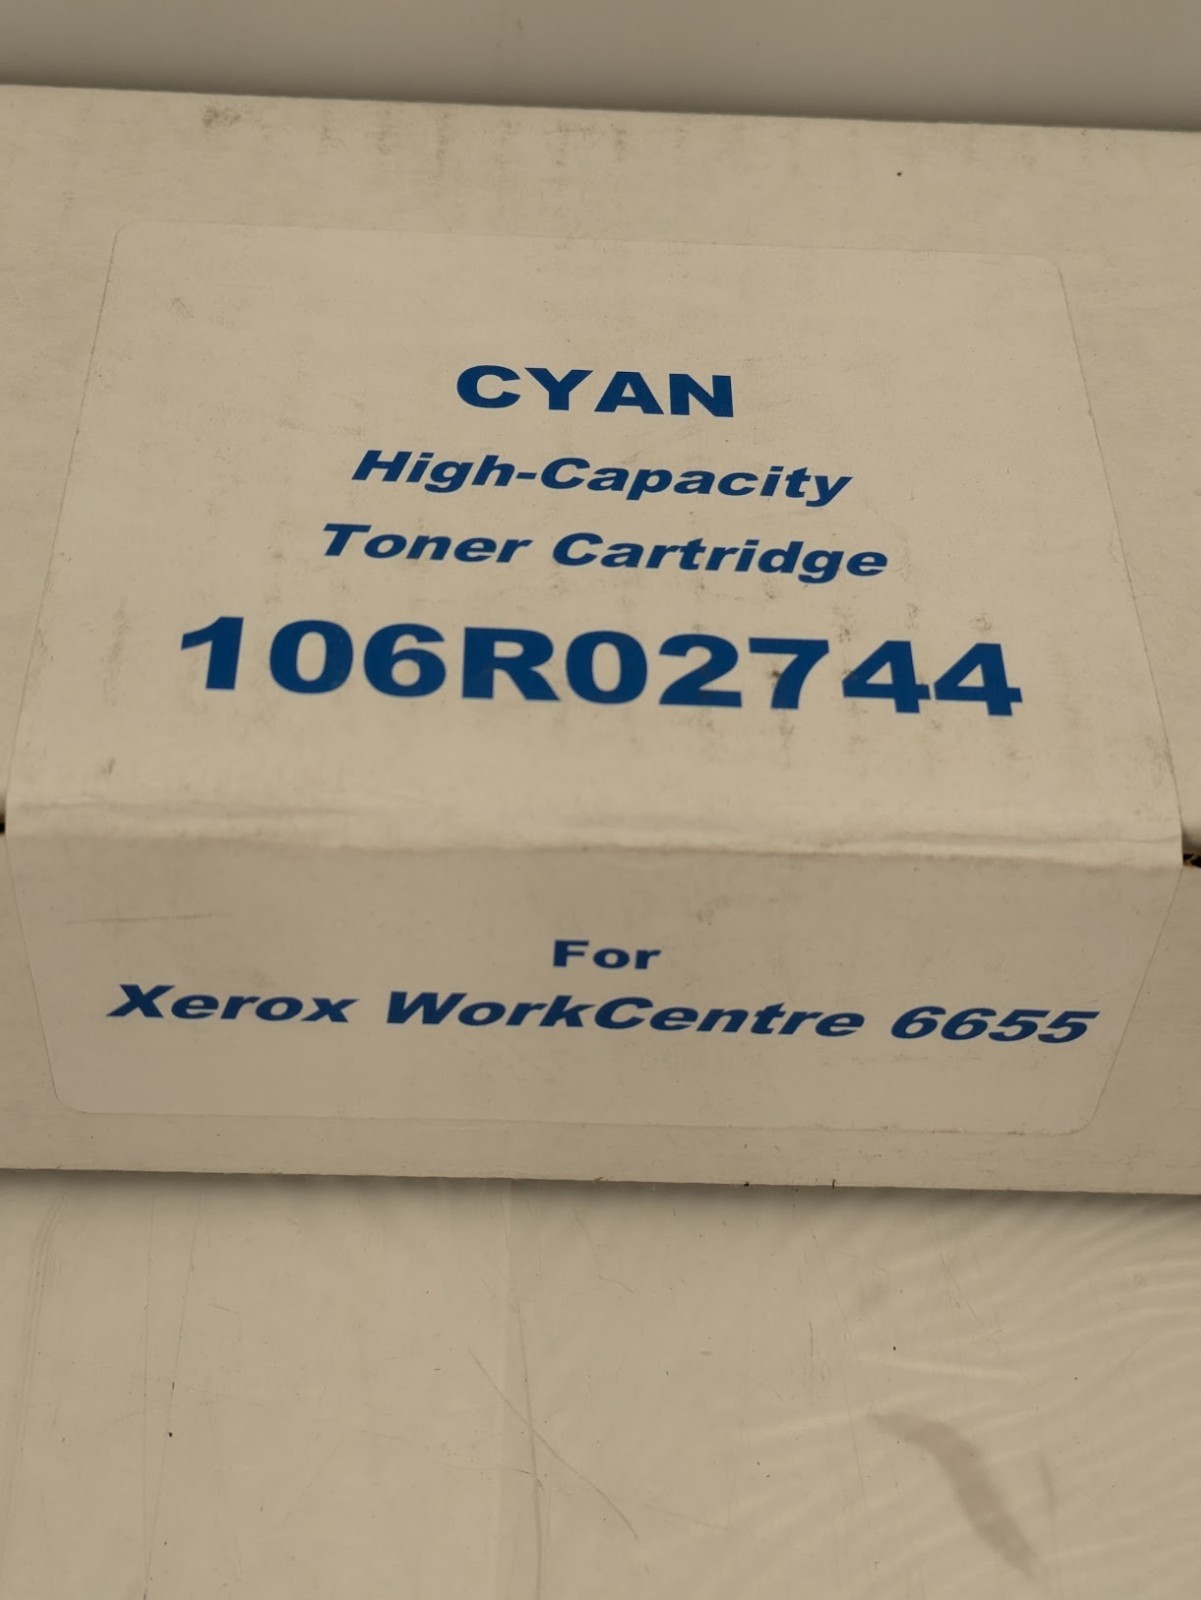 CYAN
High-Capacity
Toner Cartridge
106R02744
For
Xerox WorkCentre 6655